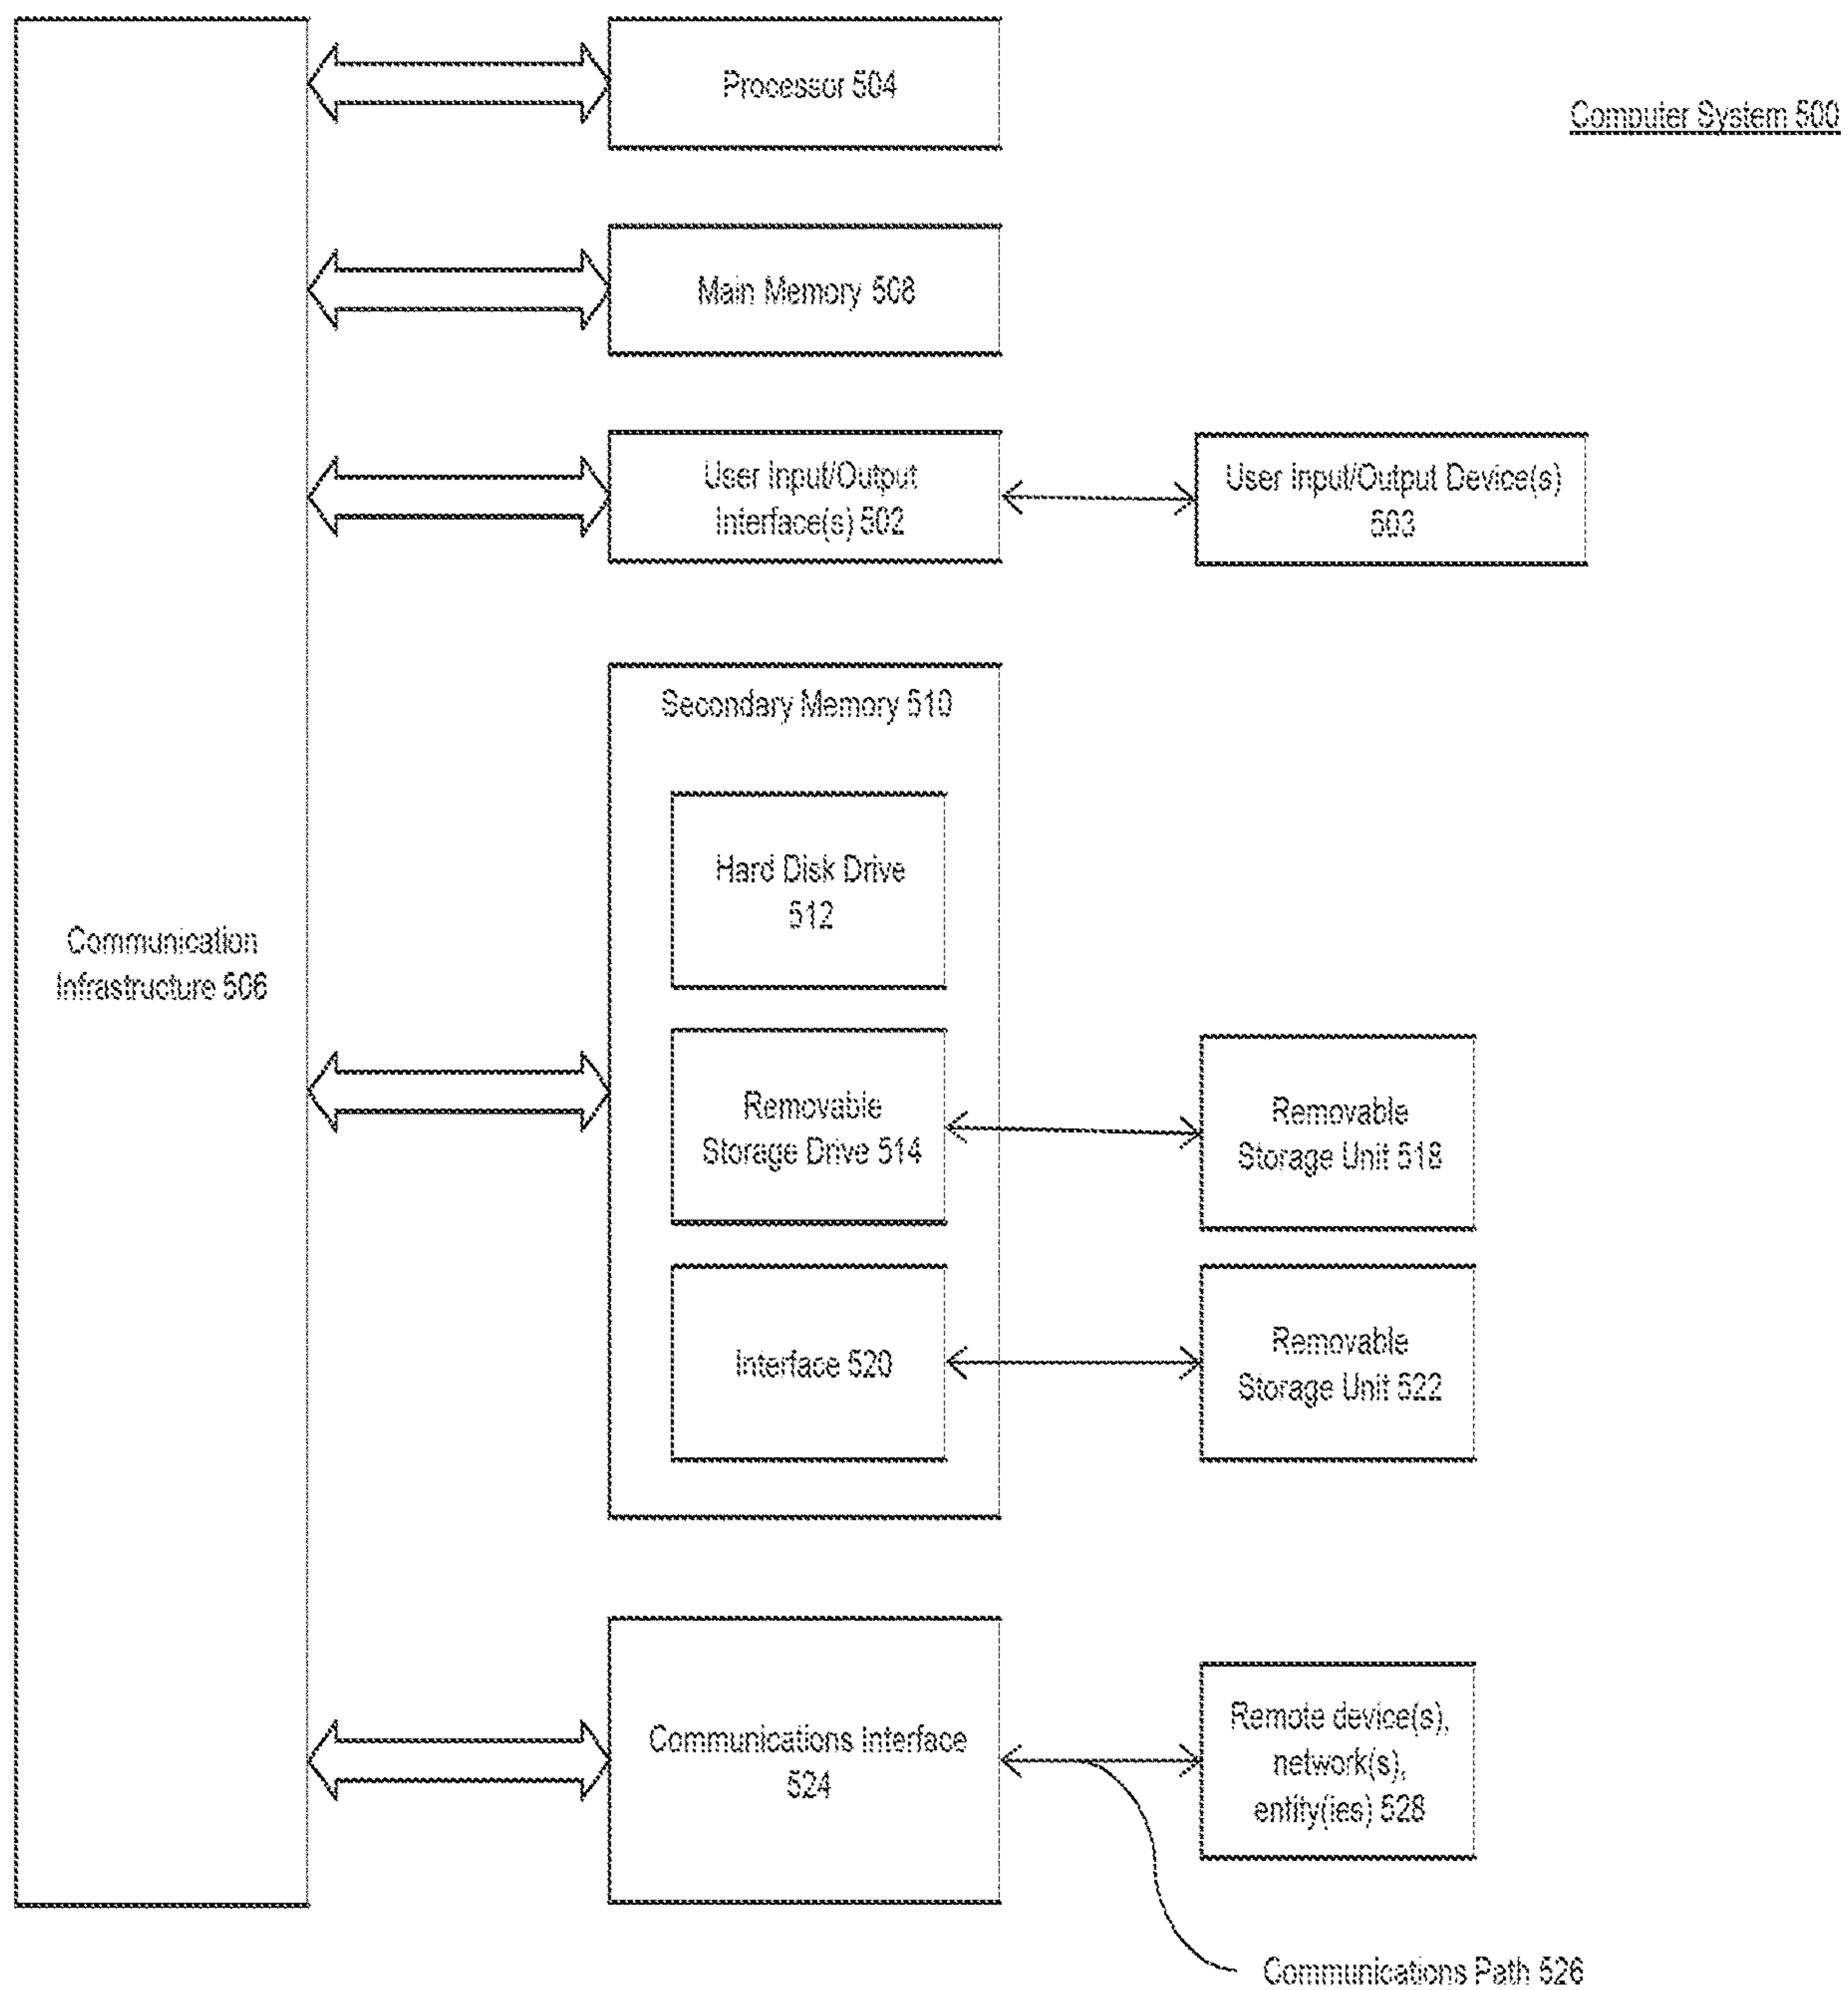 Processor 504
Computer System 500
Main Memory 508
User Input/Output
Interface(s) 502
User Input/Output Device(s)
503
Secondary Memory 510
Hard Disk Drive
512
Communication
Infrastructure 506
Removable
Storage Drive 514
Removable
Storage Unit 518
Interface 520
Removable
Storage Unit 522
Communications Interface
524
Remote device(s),
network(s),
entity(ies) 528
Communications Path 526